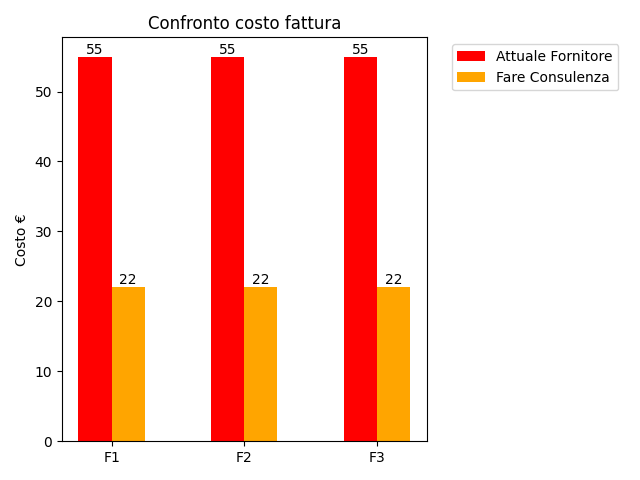 Confronto costo fattura
55
55
55
Attuale Fornitore
Fare Consulenza
22
22
22
Costo €
50
40
30
20
10
0
F1
F2
F3